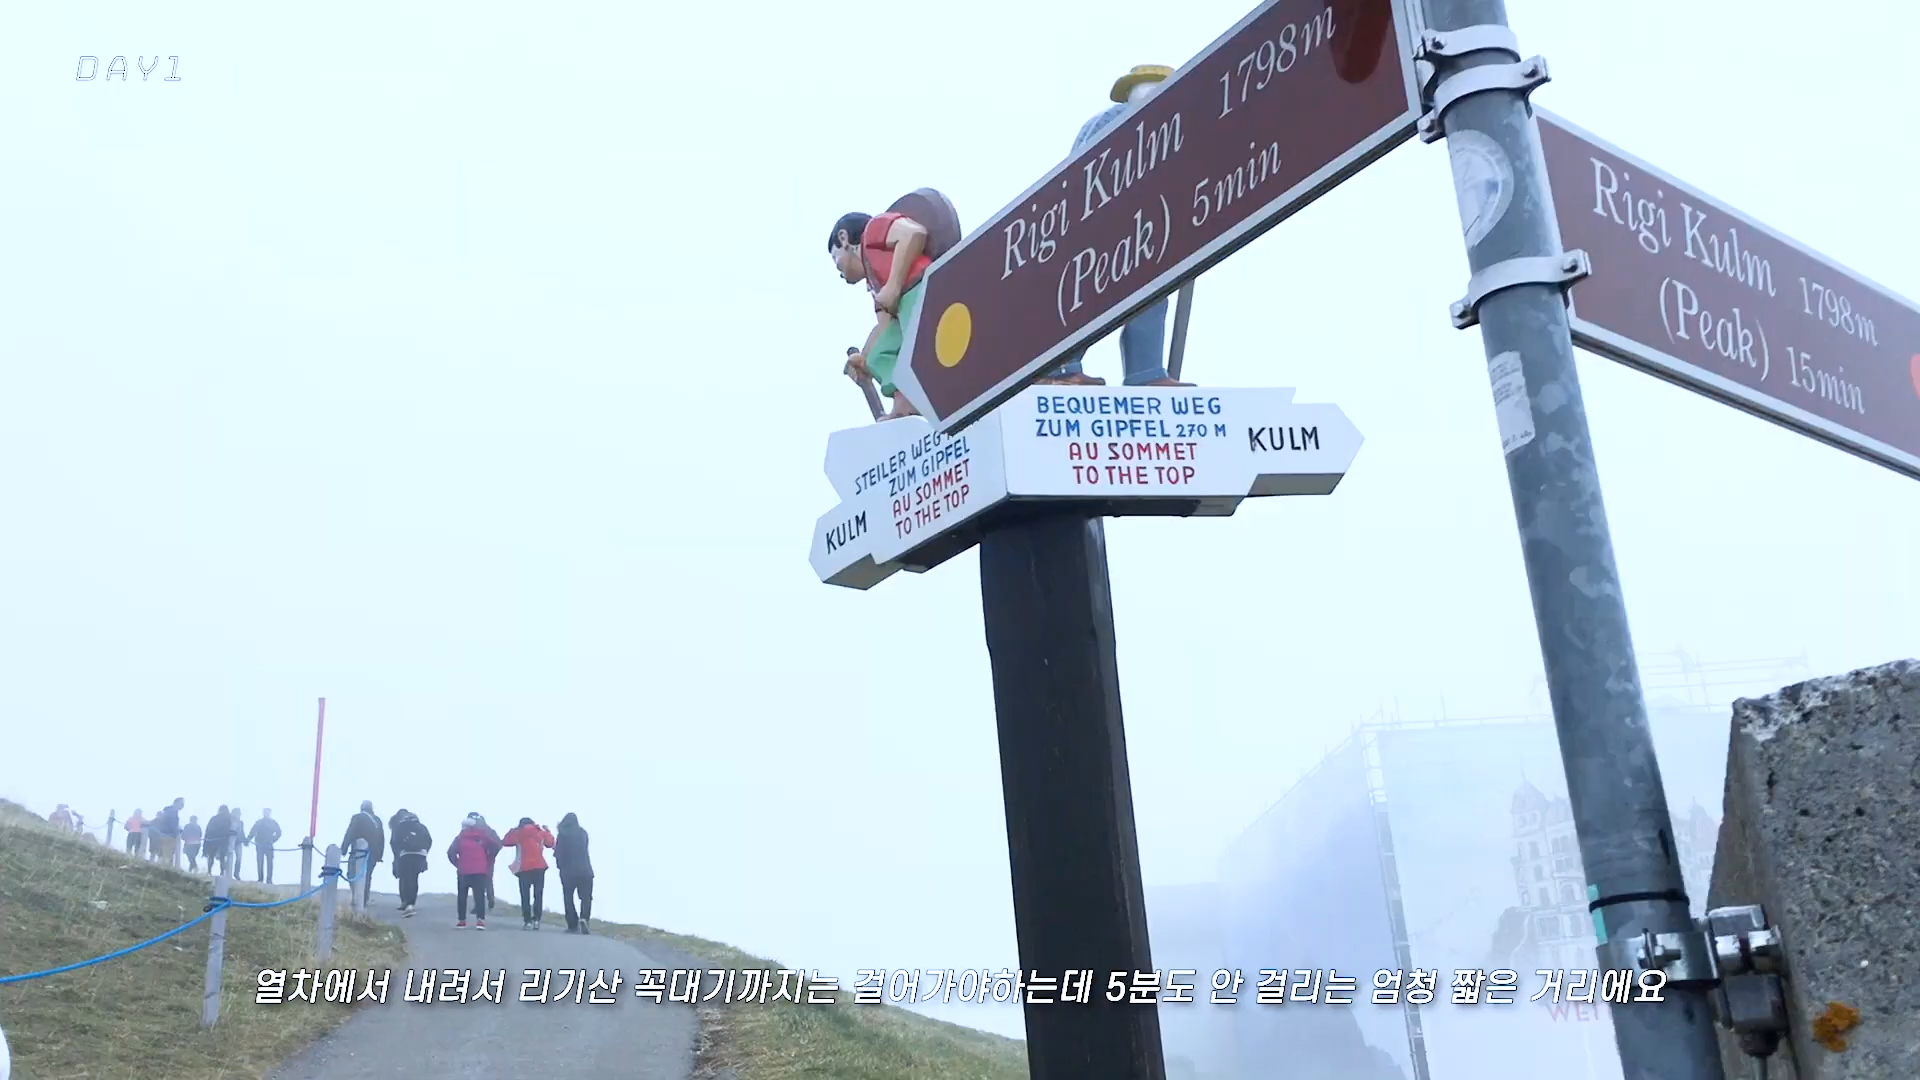 DAY1
Rigi Kulm 1798m
(Peak) 5min
Rigi Kulm 1798m
(Peak) 15min
STEILER WEG
ZUM GIPFEL
AU SOMMET
TO THE TOP
KULM
BEQUEMER WEG
ZUM GIPFEL 270 M
AU SOMMET
TO THE TOP
KULM
열차에서 내려서 리기산 꼭대기까지는 걸어가야하는데 5분도 안 걸리는 엄청 짧은 거리에요